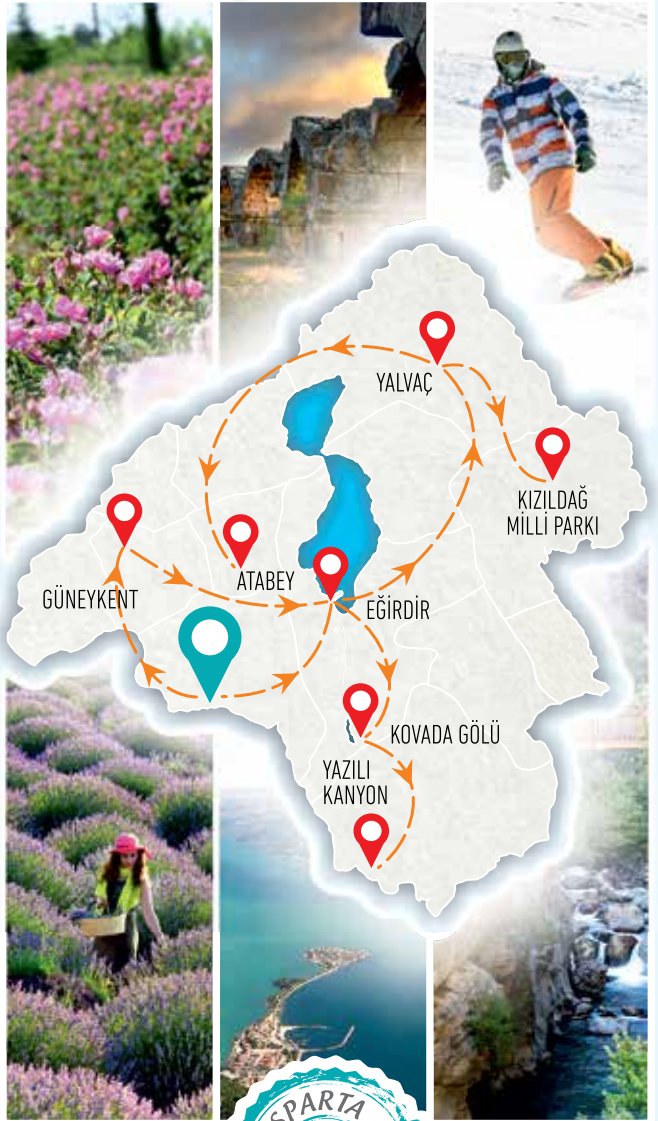 YALVAÇ
KIZILDAĞ
MİLLİ PARKI
ATABEY
GÜNEYKENT
EĞİRDİR
KOVADA GÖLÜ
YAZILI
KANYON
SPARTA